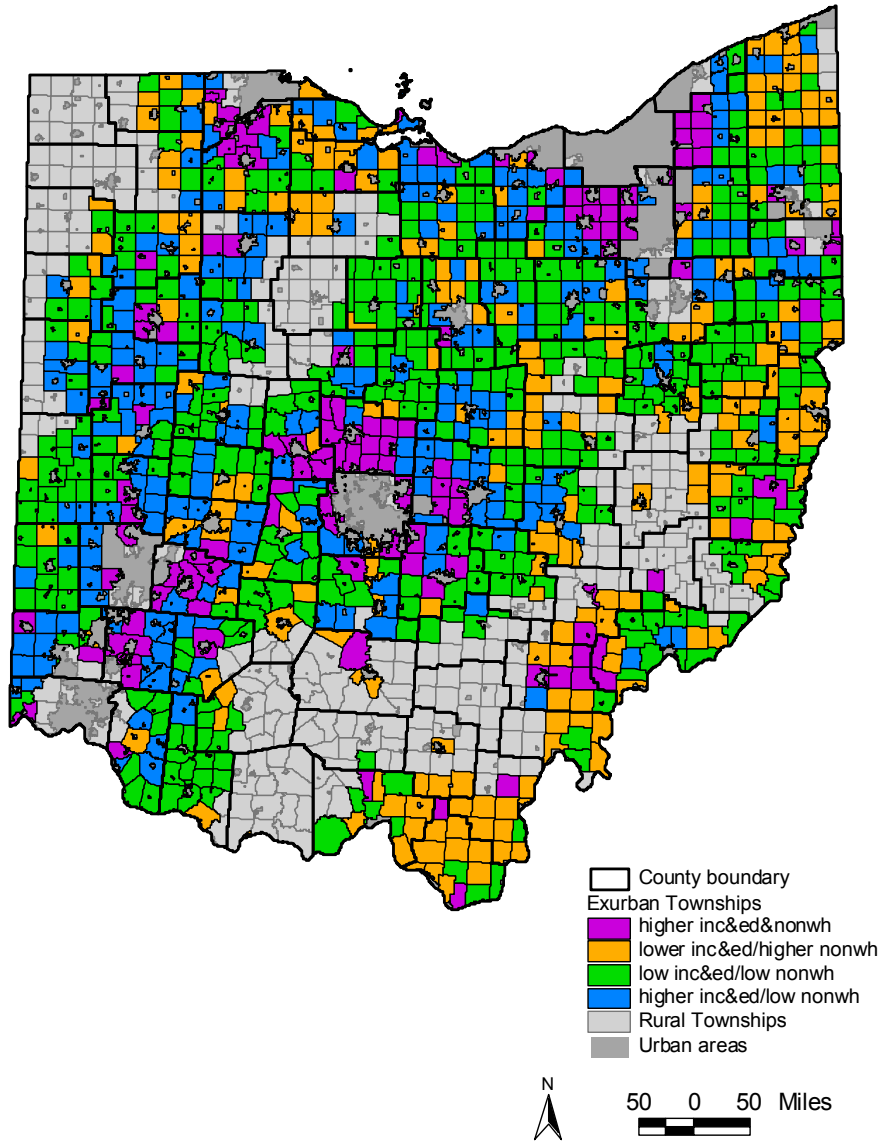 County boundary
Exurban Townships
higher inc&ed&nonwh
lower inc&ed/higher nonwh
low inc&ed/low nonwh
higher inc&ed/low nonwh
Rural Townships
Urban areas
N
50 0 50 Miles